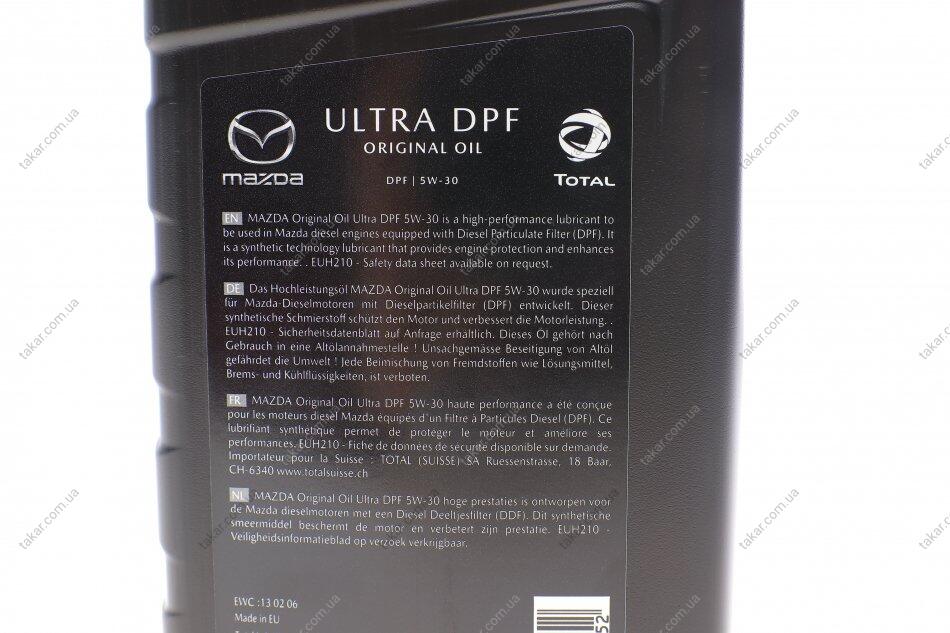 ULTRA DPF
ORIGINAL OIL
DPF | 5W-30
mazDa
TOTAL
EN MAZDA Original Oil Ultra DPF 5W-30 is a high-performance lubricant to
be used in Mazda diesel engines equipped with Diesel Particulate Filter (DPF). It
is a synthetic technology lubricant that provides engine protection and enhances
its performance. . EUH210 - Safety data sheet available on request.
DE Das Hochleistungsöl MAZDA Original Oil Ultra DPF 5W-30 wurde speziell
für Mazda-Dieselmotoren mit Dieselpartikelfilter (DPF) entwickelt. Dieser
synthetische Schmierstoff schützt den Motor und verbessert die Motorleistung. .
EUH210 - Sicherheitsdatenblatt auf Anfrage erhältlich. Dieses Öl gehört nach
Gebrauch in eine Altölannahmestelle ! Unsachgemässe Beseitigung von Altöl
gefährdet die Umwelt ! Jede Beimischung von Fremdstoffen wie Lösungsmittel,
Brems- und Kühlflüssigkeiten, ist verboten.
FR MAZDA Original Oil Ultra DPF 5W-30 haute performance a été conçue
pour les moteurs diesel Mazda équipés d'un Filtre à Particules Diesel (DPF). Ce
lubrifiant synthétique permet de protéger le moteur et améliore ses
performances. EUH210 - Fiche de données de sécurité disponible sur demande.
Importateur pour la Suisse : TOTAL (SUISSE) SA Ruessenstrasse, 18 Baar,
CH-6340 www.totalsuisse.ch
NL MAZDA Original Oil Ultra DPF 5W-30 hoge prestaties is ontworpen voor
de Mazda dieselmotoren met een Diesel Deeltjesfilter (DDF). Dit synthetische
smeermiddel beschermt de motor en verbetert zijn prestatie. EUH210 -
Veiligheidsinformatieblad op verzoek verkrijgbaar.
EWC :13 02 06
Made in EU
52
takar.com.ua